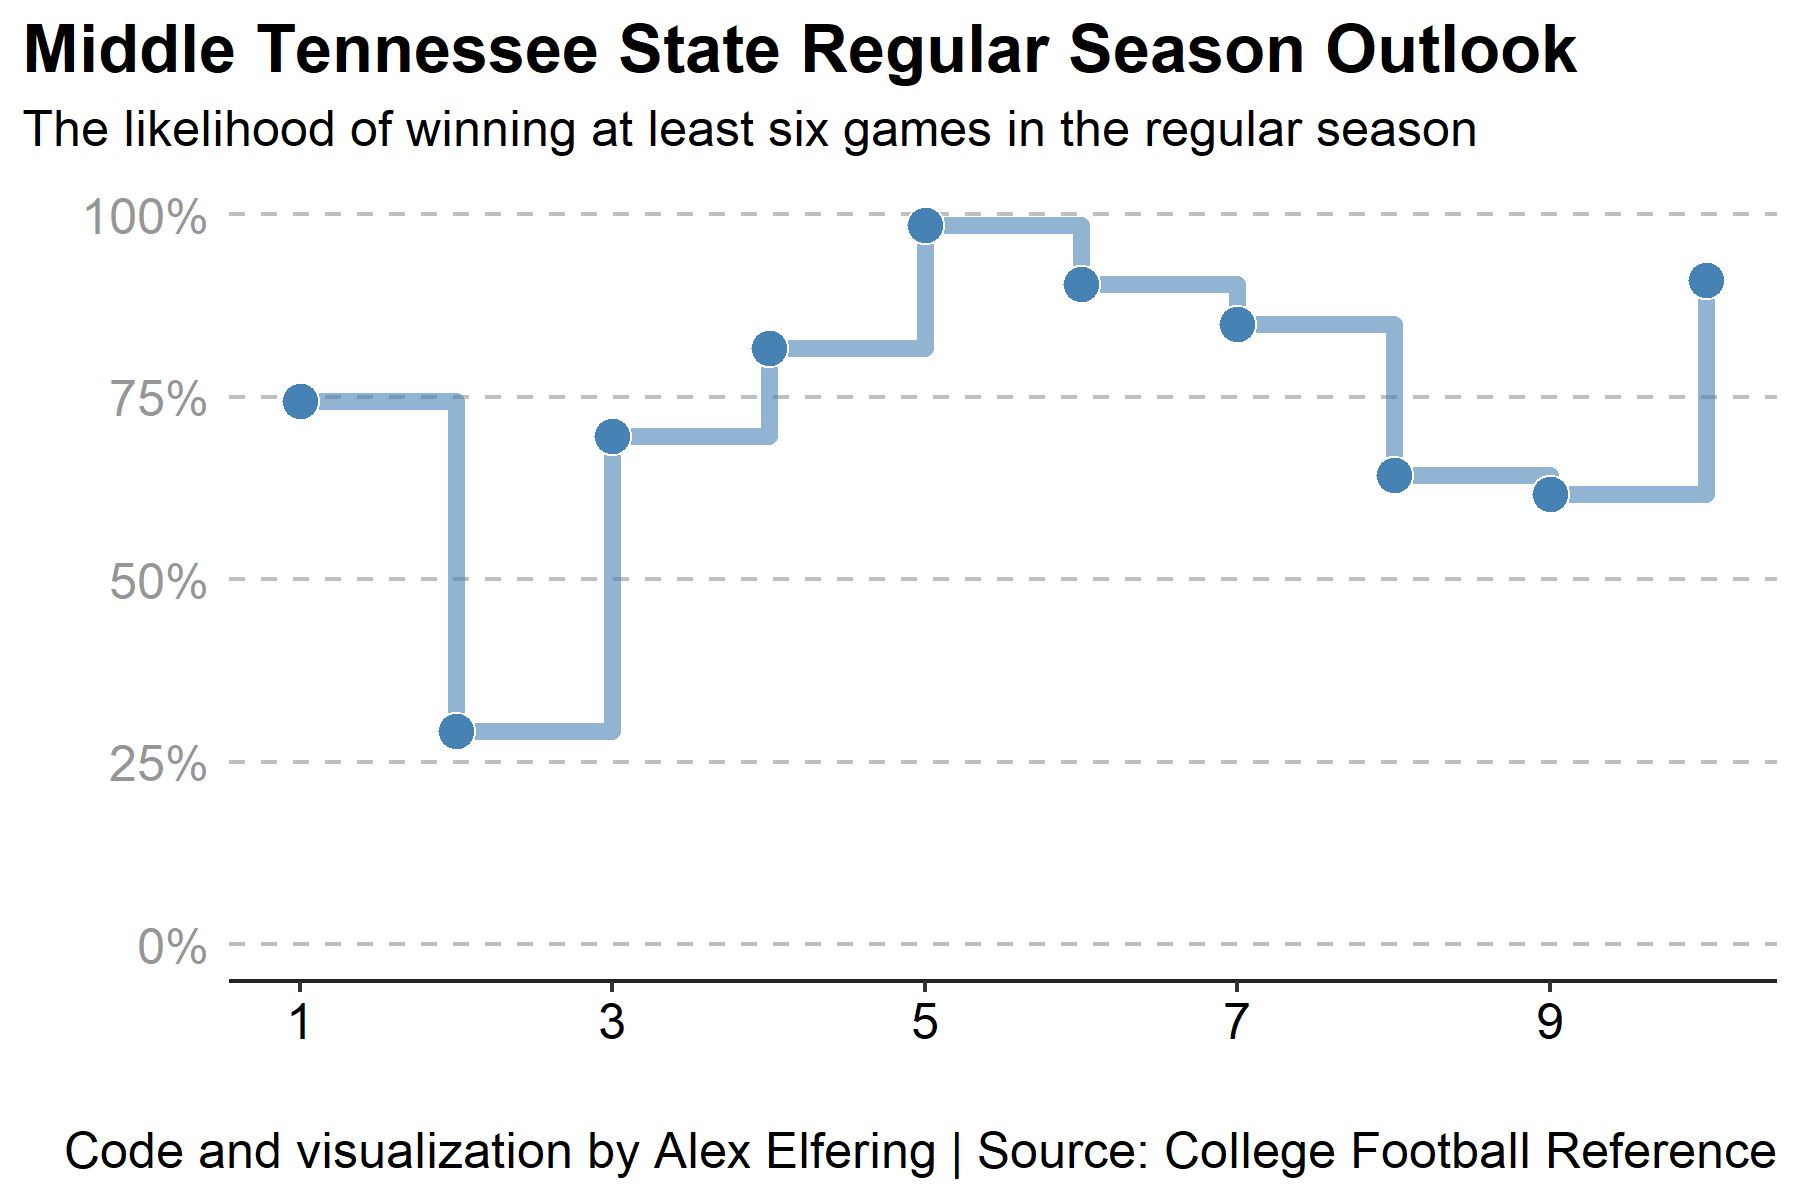 Middle Tennessee State Regular Season Outlook
The likelihood of winning at least six games in the regular season
100%
75%
50%
25%
0%
1 3 5 7 9
Code and visualization by Alex Elfering | Source: College Football Reference